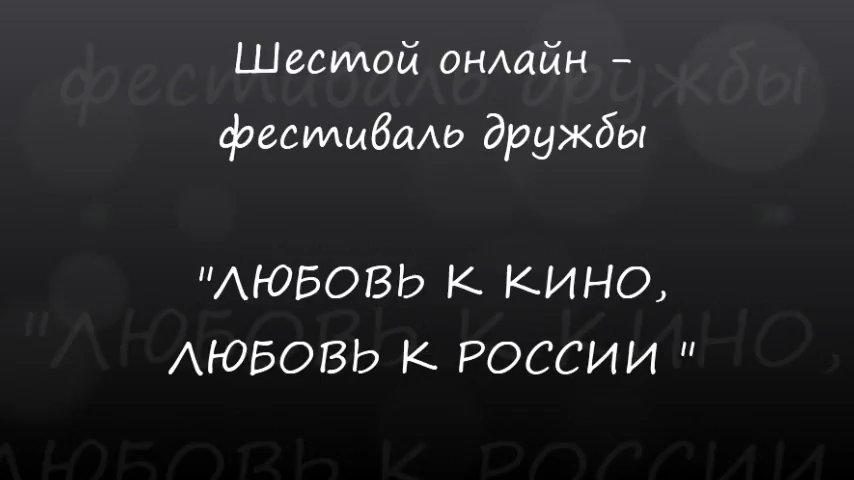 Шестой онлайн -
фестиваль дружбы
"ЛЮБОВЬ К КИНО,
ЛЮБОВЬ К РОССИИ "